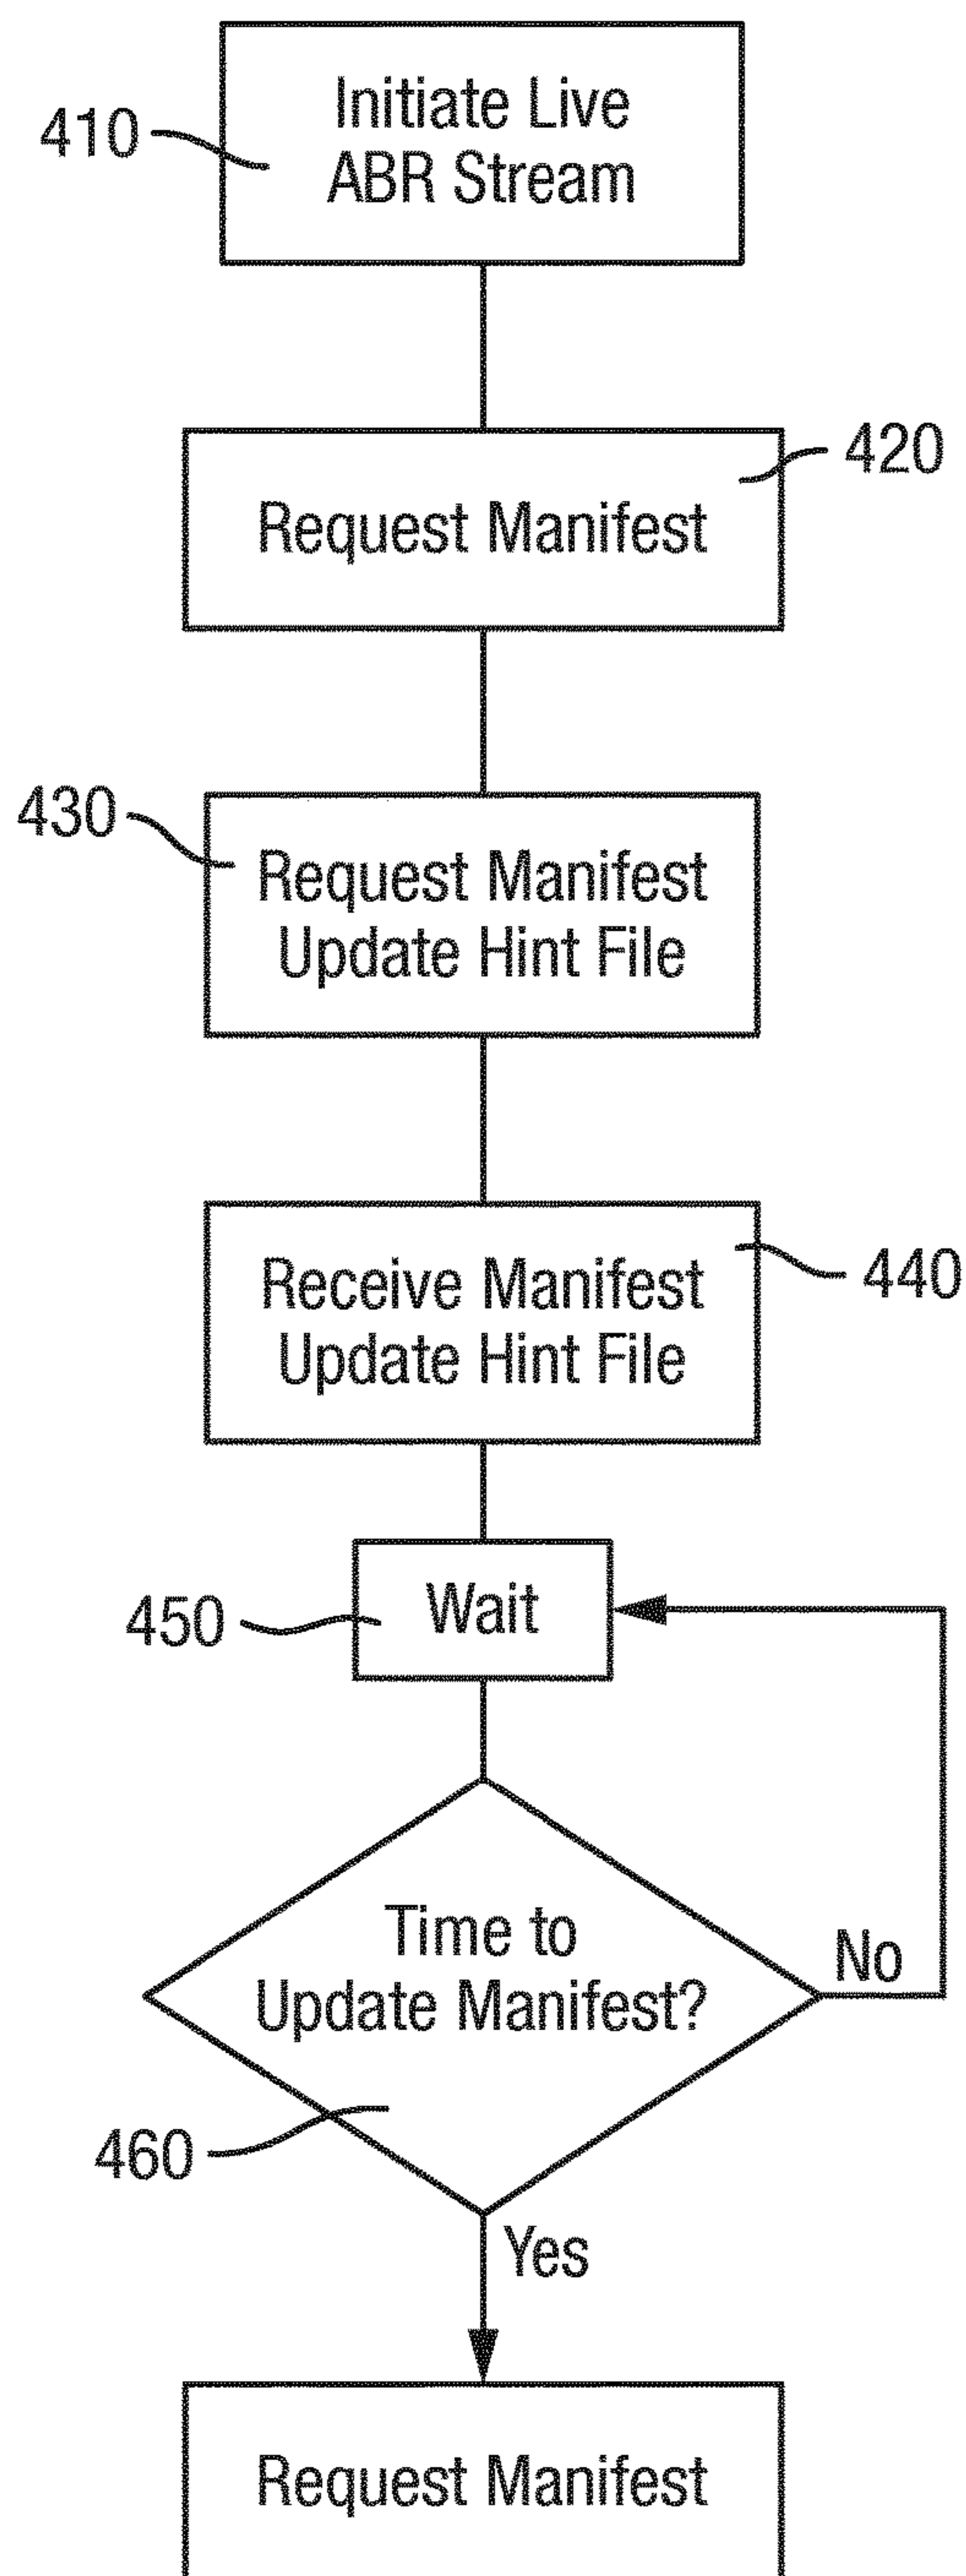 410
Initiate Live
ABR Stream
420
Request Manifest
430
Request Manifest
Update Hint File
440
Receive Manifest
Update Hint File
450
Wait
Time to
Update Manifest?
No
460
Yes
Request Manifest